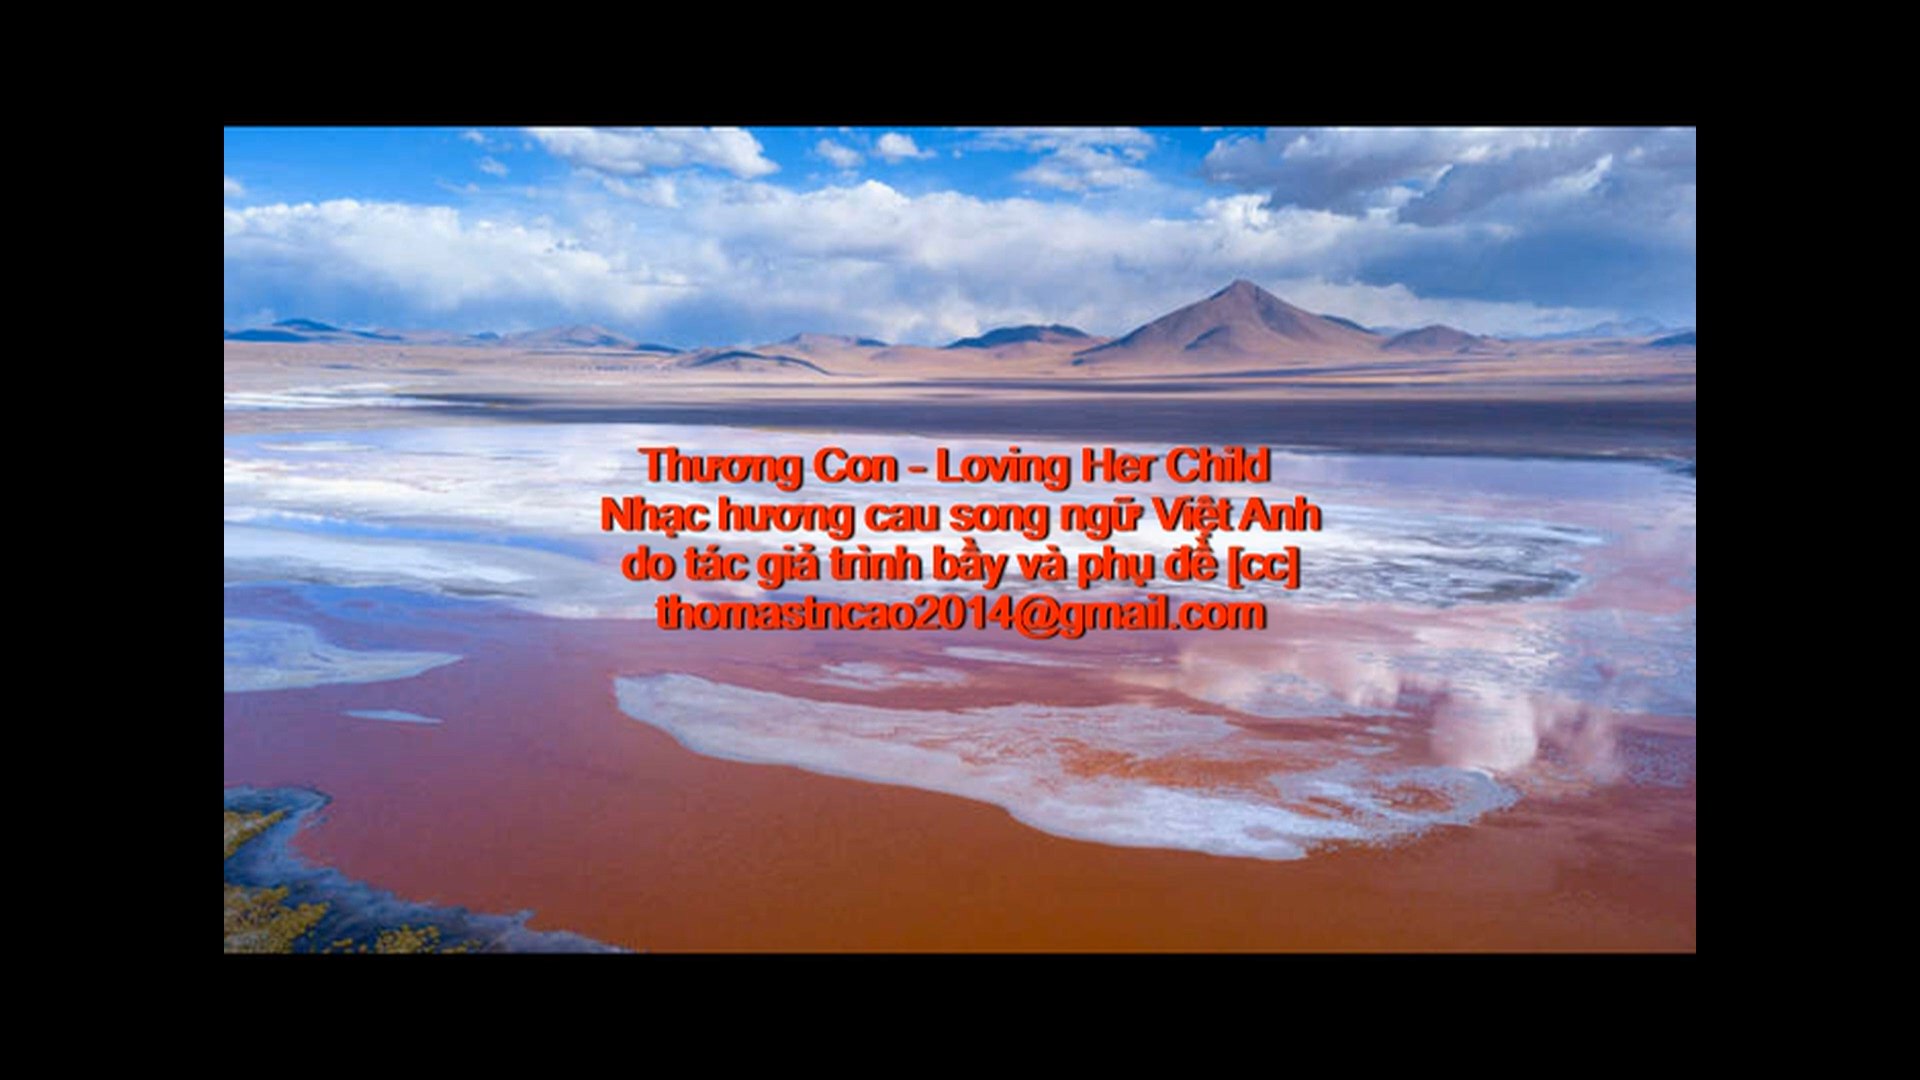 Thương Con - Loving Her Child
Nhạc hương cau song ngữ Việt Anh
do tác giả trình bầy và phụ đề [cc]
thomastncao2014@gmail.com